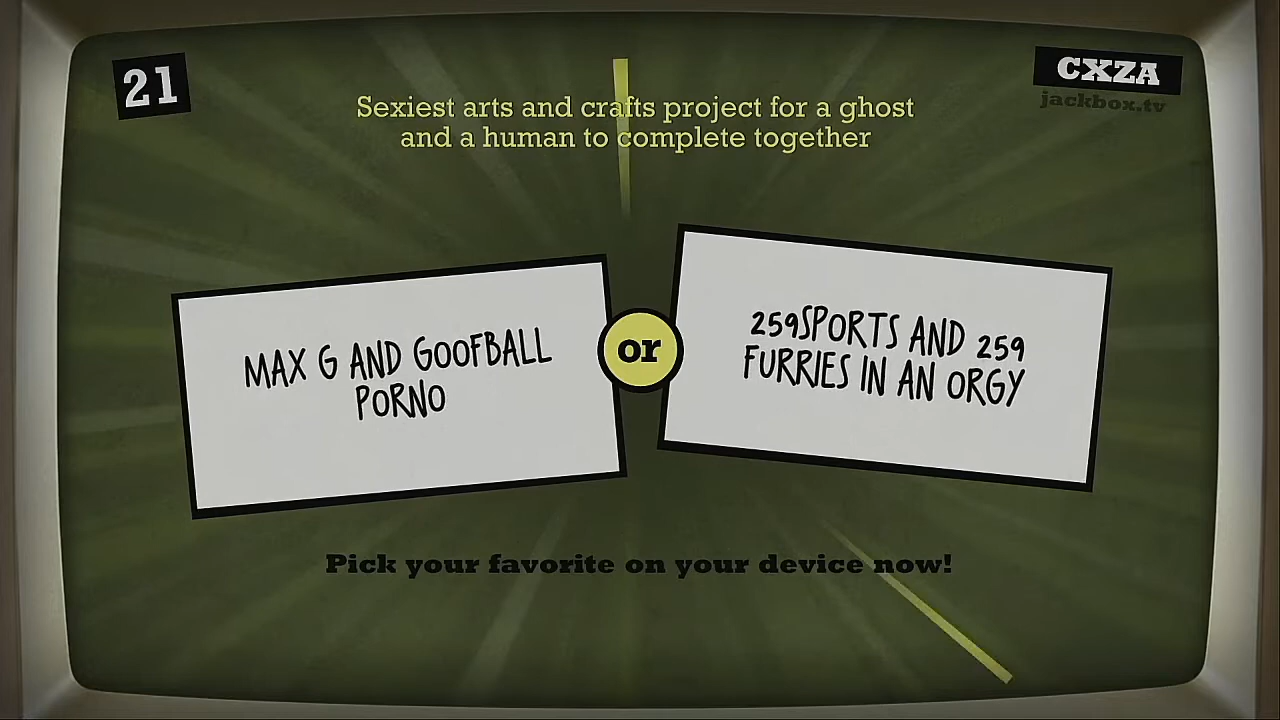 21
CXZA
jackbox.tv
Sexiest arts and crafts project for a ghost
and a human to complete together
MAX G AND GOOFBALL
PORNO
or
259SPORTS AND 259
FURRIES IN AN ORGY
Pick your favorite on your device now!